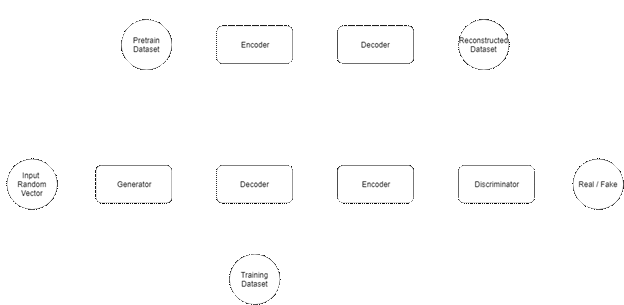 Pretrain
Dataset
Encoder
Decoder
Reconstructed
Dataset
Input
Random
Vector
Generator
Decoder
Encoder
Discriminator
Real / Fake
Training
Dataset